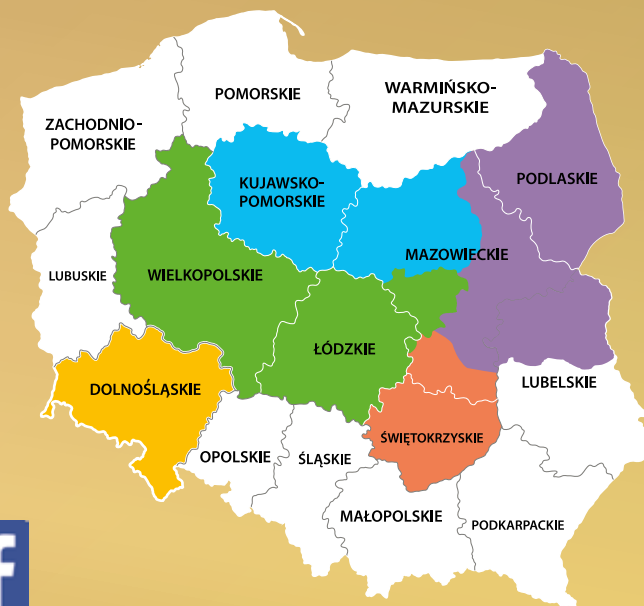 POMORSKIE
WARMIŃSKO-
MAZURSKIE
ZACHODNIO-
POMORSKIE
KUJAWSKO-
POMORSKIE
PODLASKIE
MAZOWIECKIE
LUBUSKIE
WIELKOPOLSKIE
ŁÓDZKIE
DOLNOŚLĄSKIE
LUBELSKIE
ŚWIĘTOKRZYSKIE
OPOLSKIE
ŚLĄSKIE
MAŁOPOLSKIE
PODKARPACKIE
f